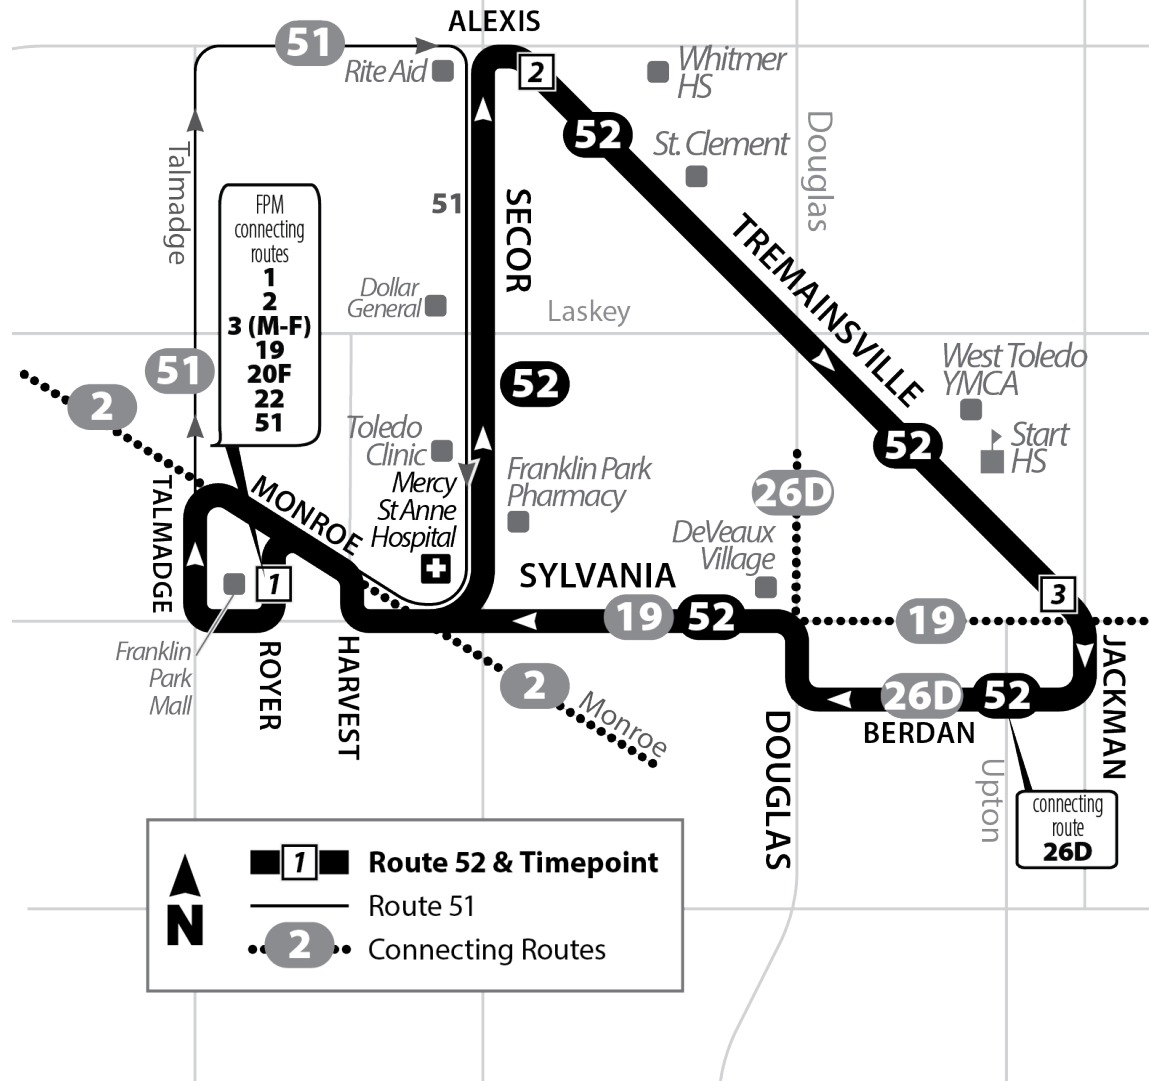 ALEXIS
51
Rite Aid
2
Whitmer
HS
52
St. Clement
Douglas
Talmadge
FPM
connecting
routes
1
2
3 (M-F)
19
20F
22
51
51
SECOR
TREMAINSVILLE
Dollar
General
Laskey
51
2
52
West Toledo
YMCA
52
Start
HS
Toledo
Clinic
Mercy
St Anne
Hospital
Franklin Park
Pharmacy
26D
TALMADGE
MONROE
DeVeaux
Village
1
SYLVANIA
3
19
52
19
Franklin
Park
Mall
ROYER
HARVEST
2
Monroe
26D
52
BERDAN
JACKMAN
DOUGLAS
Upton
connecting
route
26D
1
Route 52 & Timepoint
Route 51
2
Connecting Routes
N